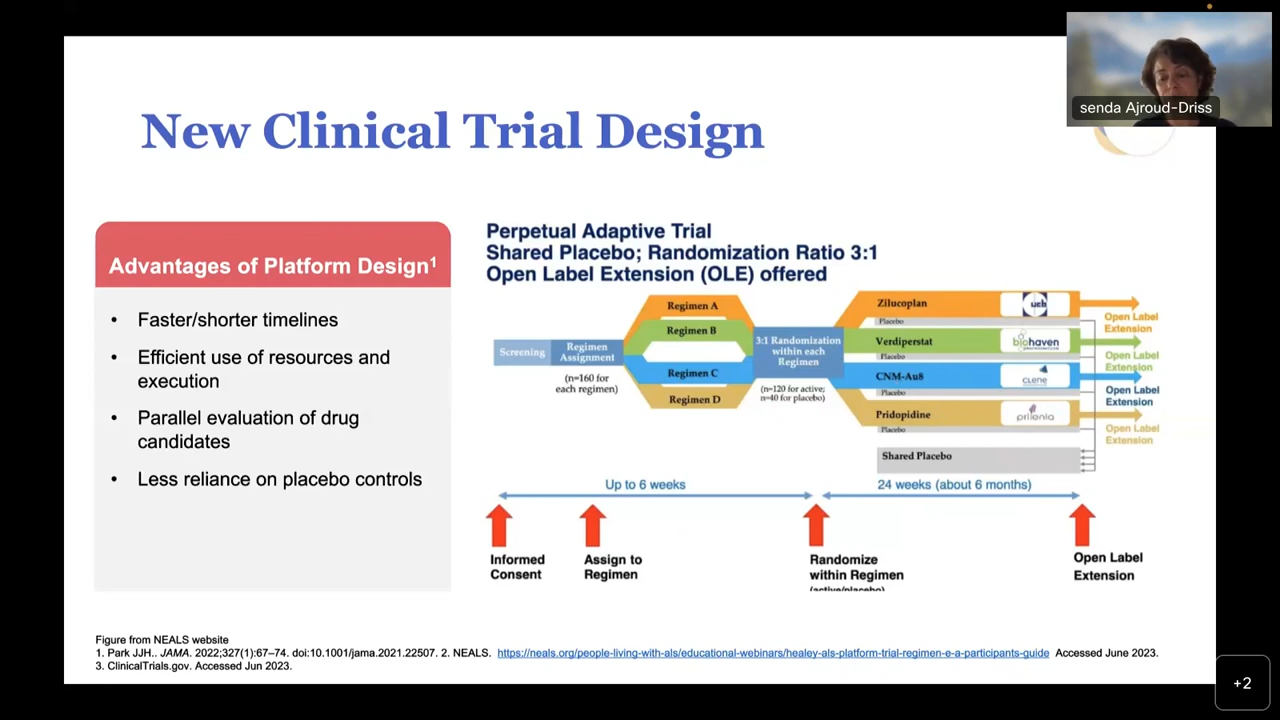 senda Ajroud-Driss
New Clinical Trial Design
Advantages of Platform Design1
• Faster/shorter timelines
• Efficient use of resources and
execution
• Parallel evaluation of drug
candidates
• Less reliance on placebo controls
Perpetual Adaptive Trial
Shared Placebo; Randomization Ratio 3:1
Open Label Extension (OLE) offered
Screening
Regimen
Assignment
(n=160 for
each regimen)
Regimen A
Regimen B
Regimen C
Regimen D
3:1 Randomization
within each
Regimen
(n=120 for active;
n=40 for placebo)
Zilucoplan
ucb
Placebo
Open Label
Extension
Verdiperstat
biohaven
Placebo
Open Label
Extension
CNM-Au8
CLENE
Placebo
Open Label
Extension
Pridopidine
prilenia
Placebo
Open Label
Extension
Shared Placebo
Up to 6 weeks
24 weeks (about 6 months)
Informed
Consent
Assign to
Regimen
Randomize
within Regimen
(active/placebo)
Open Label
Extension
Figure from NEALS website
1. Park JJH.. JAMA. 2022;327(1):67–74. doi:10.1001/jama.2021.22507. 2. NEALS. https://neals.org/people-living-with-als/educational-webinars/healey-als-platform-trial-regimen-e-a-participants-guide Accessed June 2023.
3. ClinicalTrials.gov. Accessed Jun 2023.
+2